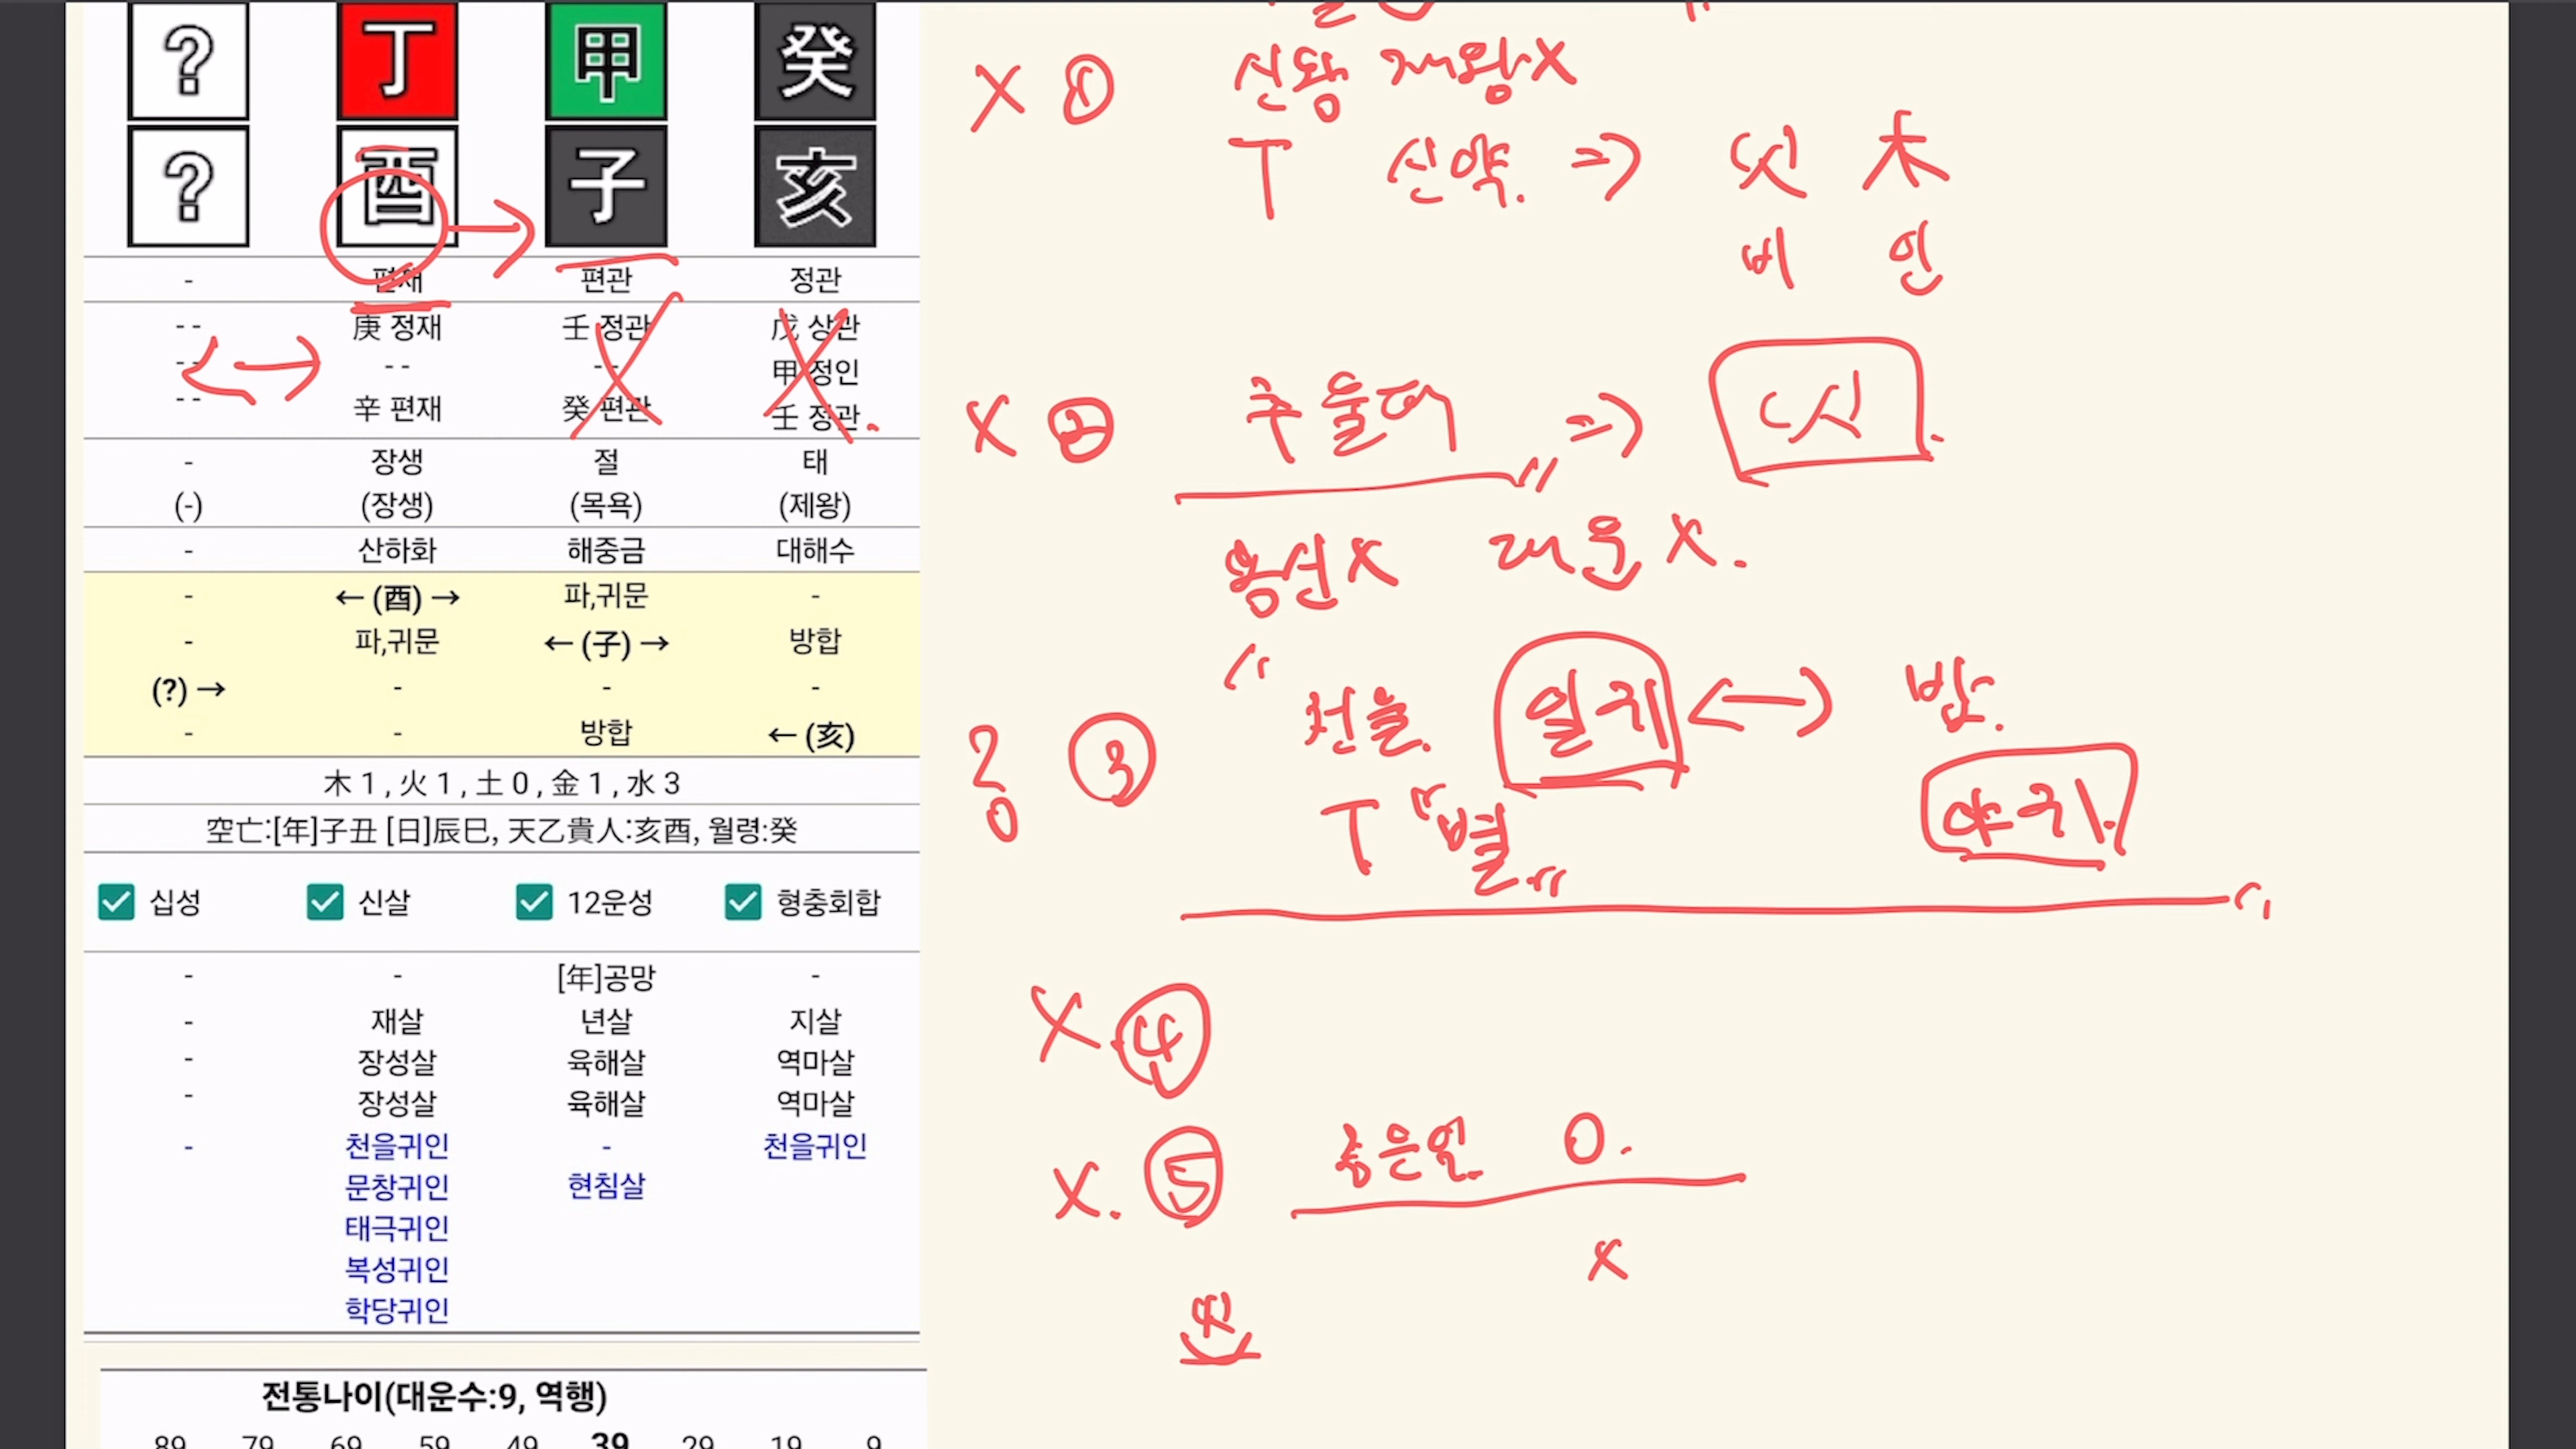 ? 丁 甲 癸
? 酉 子 亥
- 편재 편관 정관
- - 庚 정재 壬 정관 戊 상관
- - - - - - 甲 정인
- - 辛 편재 癸 편관 壬 정관
- 장생 절 태
(-) (장생) (목욕) (제왕)
- 산하화 해중금 대해수
- ←(酉)→ 파,귀문 -
- 파,귀문 ←(子)→ 방합
(?)→ - - -
- - 방합 ←(亥)
木1, 火1, 土0, 金1, 水3
空亡:[年]子丑 [日]辰巳, 天乙貴人:亥酉, 월령:癸
십성 신살 12운성 형충회합
- - [年]공망 -
- 재살 년살 지살
- 장성살 육해살 역마살
- 장성살 육해살 역마살
- 천을귀인 - 천을귀인
문창귀인 현침살
태극귀인
복성귀인
학당귀인
전통나이(대운수:9, 역행)
89 79 69 59 49 39 29 19 9
X ① 신왕 재왕X
丁 신약. ⇒ 火 木
비 인
X ②
용신X 재운X.
③ 천을. 일귀 ↔ 밤.
丁 "별" 야귀.
X. ④
X. ⑤ 좋은일 O.
X